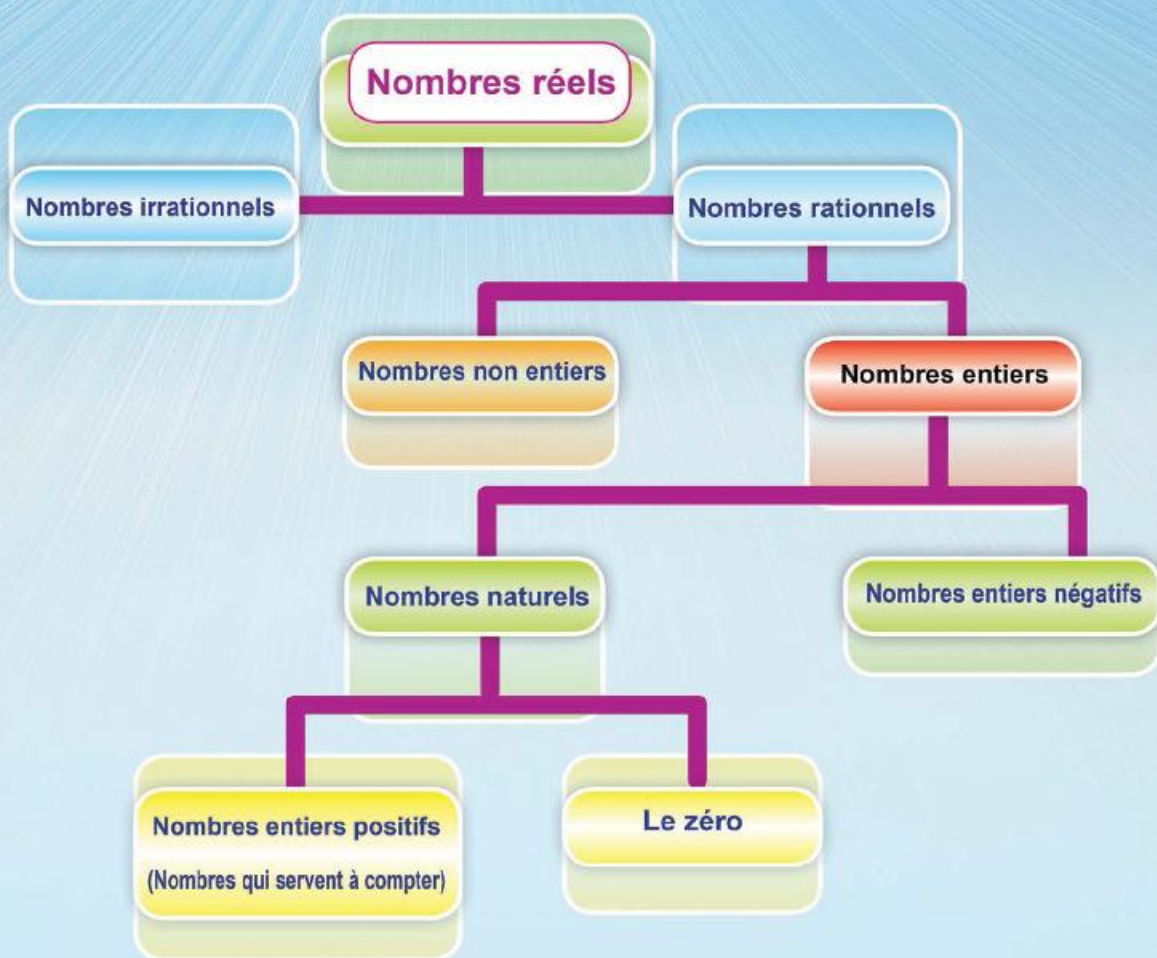 Nombres réels
Nombres irrationnels
Nombres rationnels
Nombres non entiers
Nombres entiers
Nombres naturels
Nombres entiers négatifs
Nombres entiers positifs
(Nombres qui servent à compter)
Le zéro